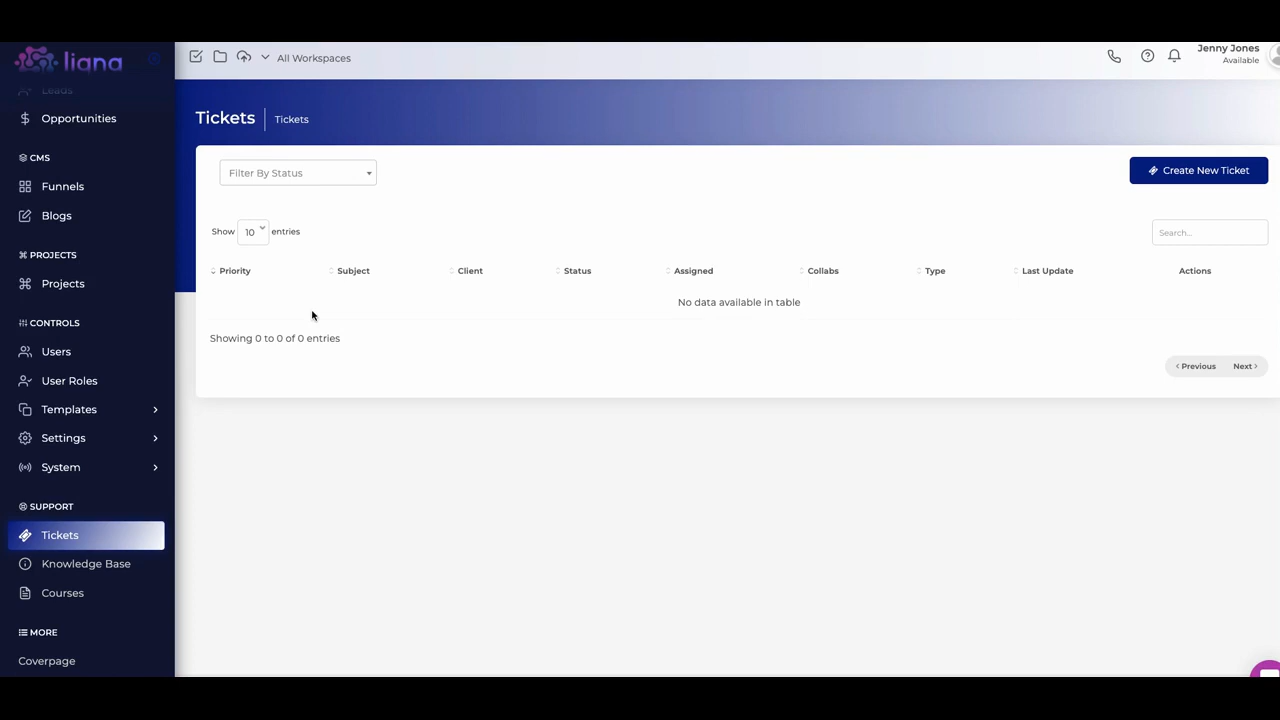 liana
Leads
Opportunities
CMS
Funnels
Blogs
PROJECTS
Projects
CONTROLS
Users
User Roles
Templates
Settings
System
SUPPORT
Tickets
Knowledge Base
Courses
MORE
Coverpage
All Workspaces
Jenny Jones
Available
Tickets | Tickets
Filter By Status
Create New Ticket
Show 10 entries
Search...
Priority Subject Client Status Assigned Collabs Type Last Update Actions
No data available in table
Showing 0 to 0 of 0 entries
Previous Next